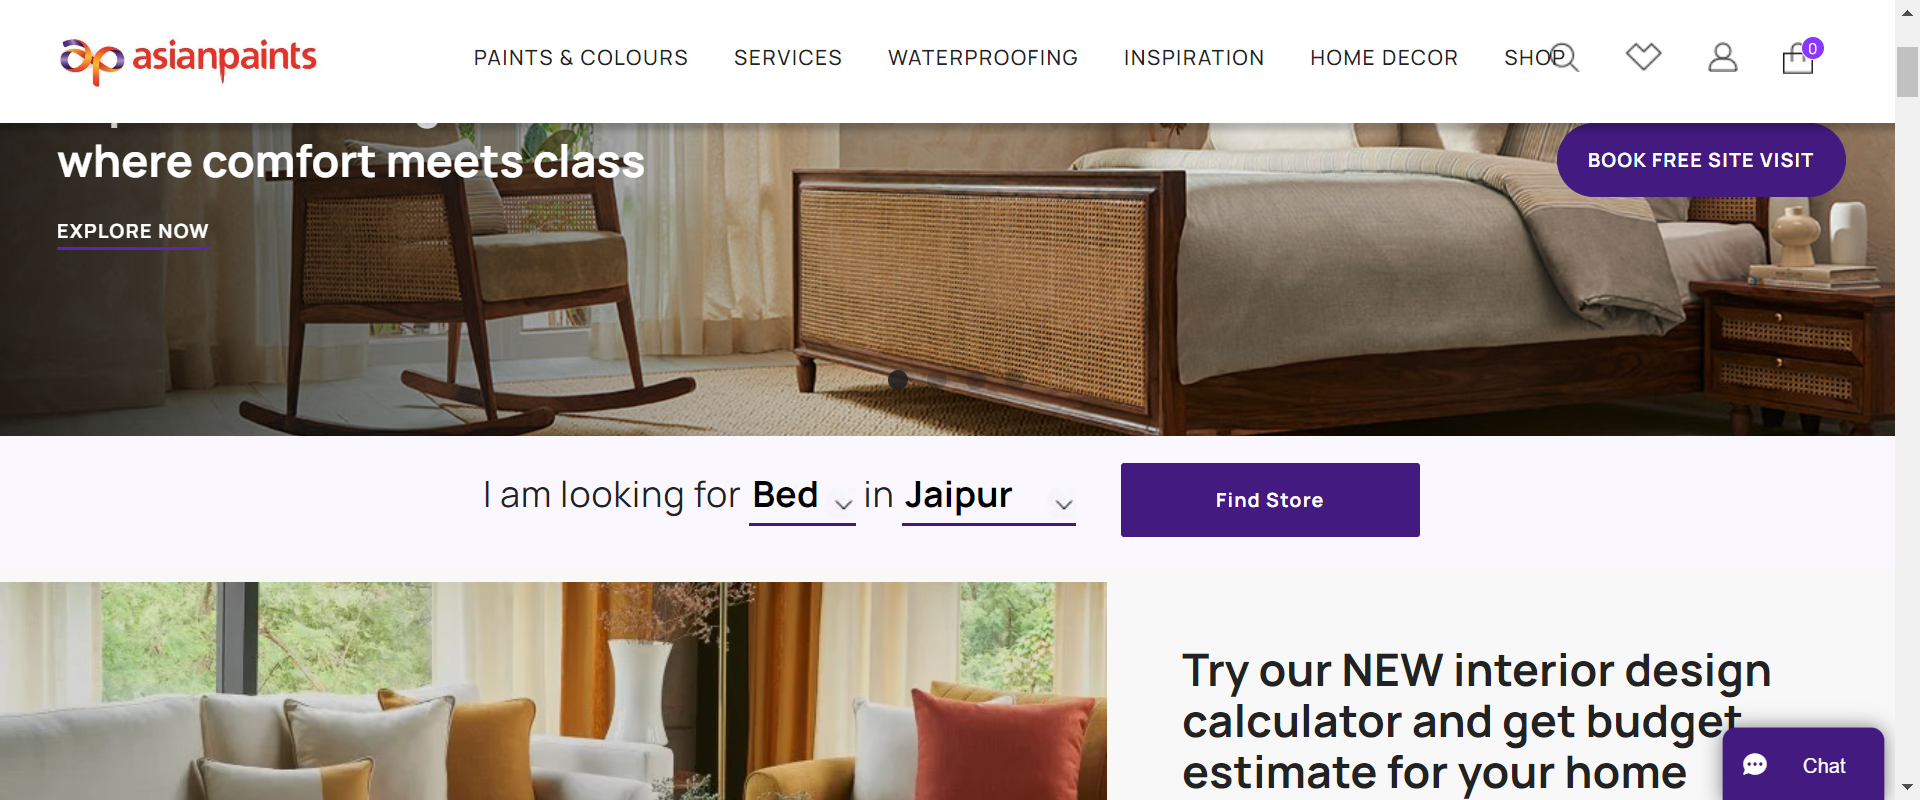 asianpaints
PAINTS & COLOURS SERVICES WATERPROOFING INSPIRATION HOME DECOR SHOP
0
where comfort meets class
BOOK FREE SITE VISIT
EXPLORE NOW
I am looking for Bed in Jaipur
Find Store
Try our NEW interior design
calculator and get budget
estimate for your home
Chat